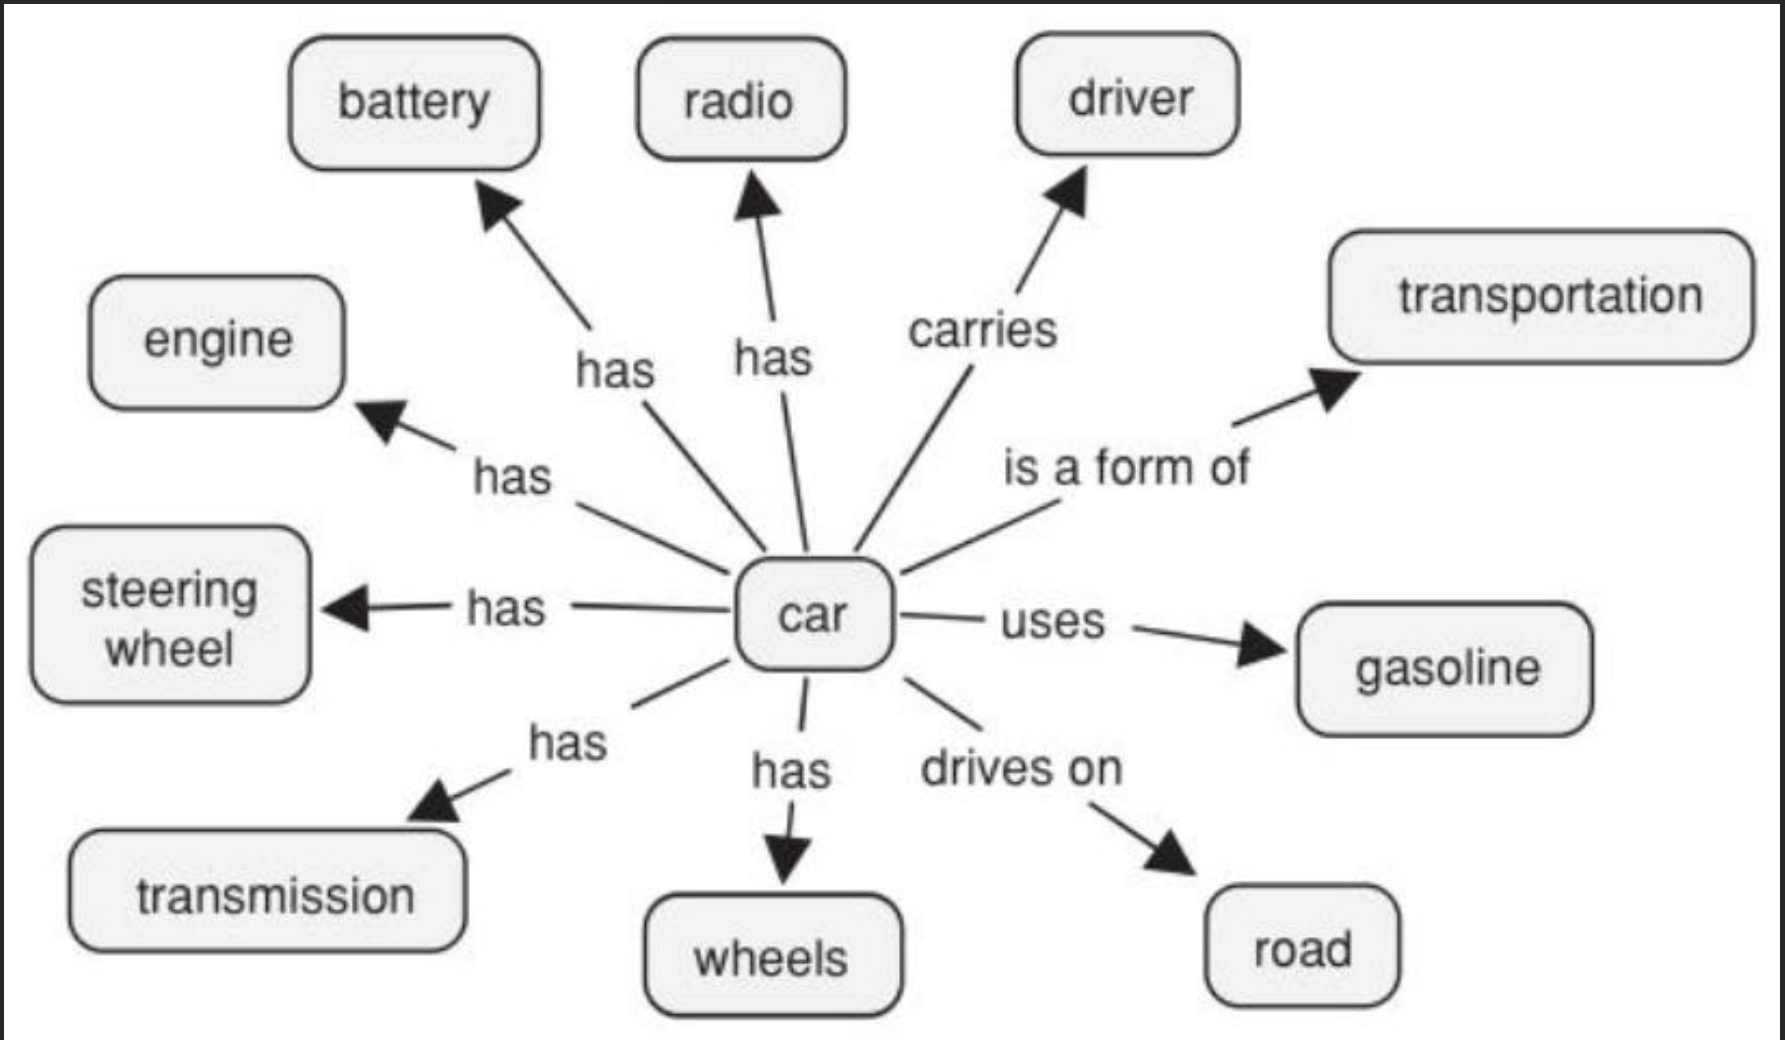 battery
radio
driver
transportation
engine
carries
has
has
is a form of
has
steering
wheel
has
car
uses
gasoline
has
has
drives on
transmission
wheels
road